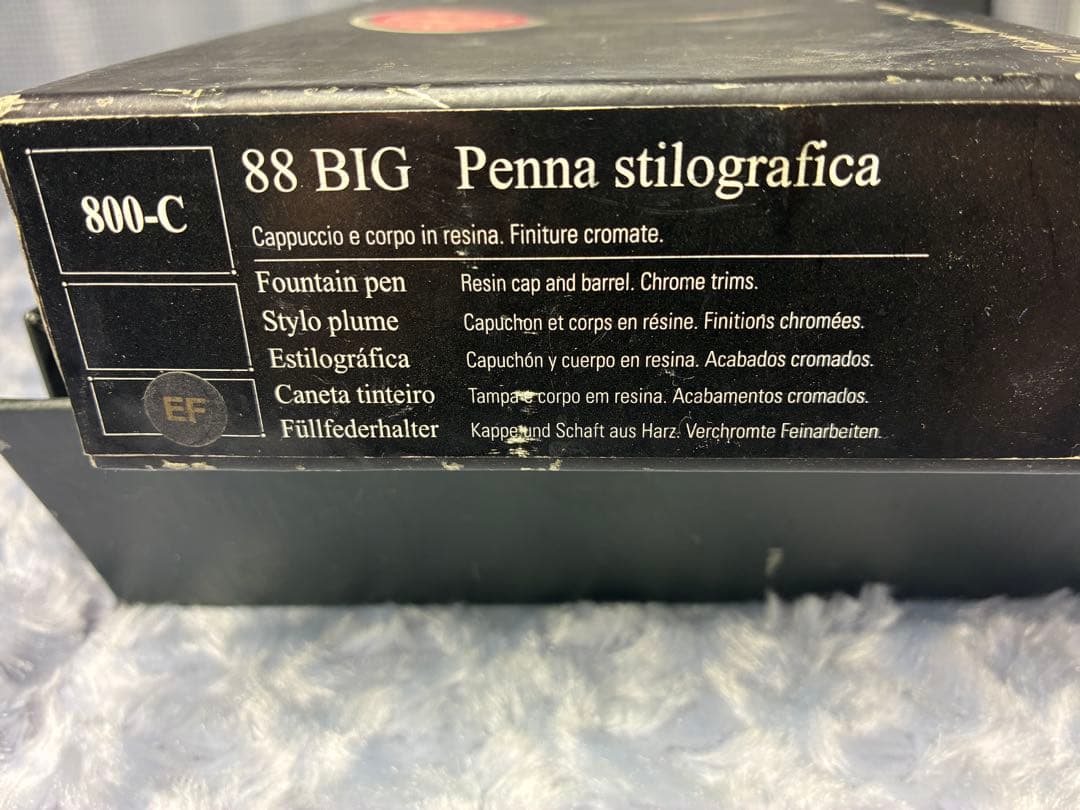 800-C
88 BIG Penna stilografica
Cappuccio e corpo in resina. Finiture cromate.
Fountain pen Resin cap and barrel. Chrome trims.
Stylo plume Capuchon et corps en résine. Finitions chromées.
Estilográfica Capuchón y cuerpo en resina. Acabados cromados.
Caneta tinteiro Tampa e corpo em resina. Acabamentos cromados.
Füllfederhalter Kappe und Schaft aus Harz. Verchromte Feinarbeiten.
EF